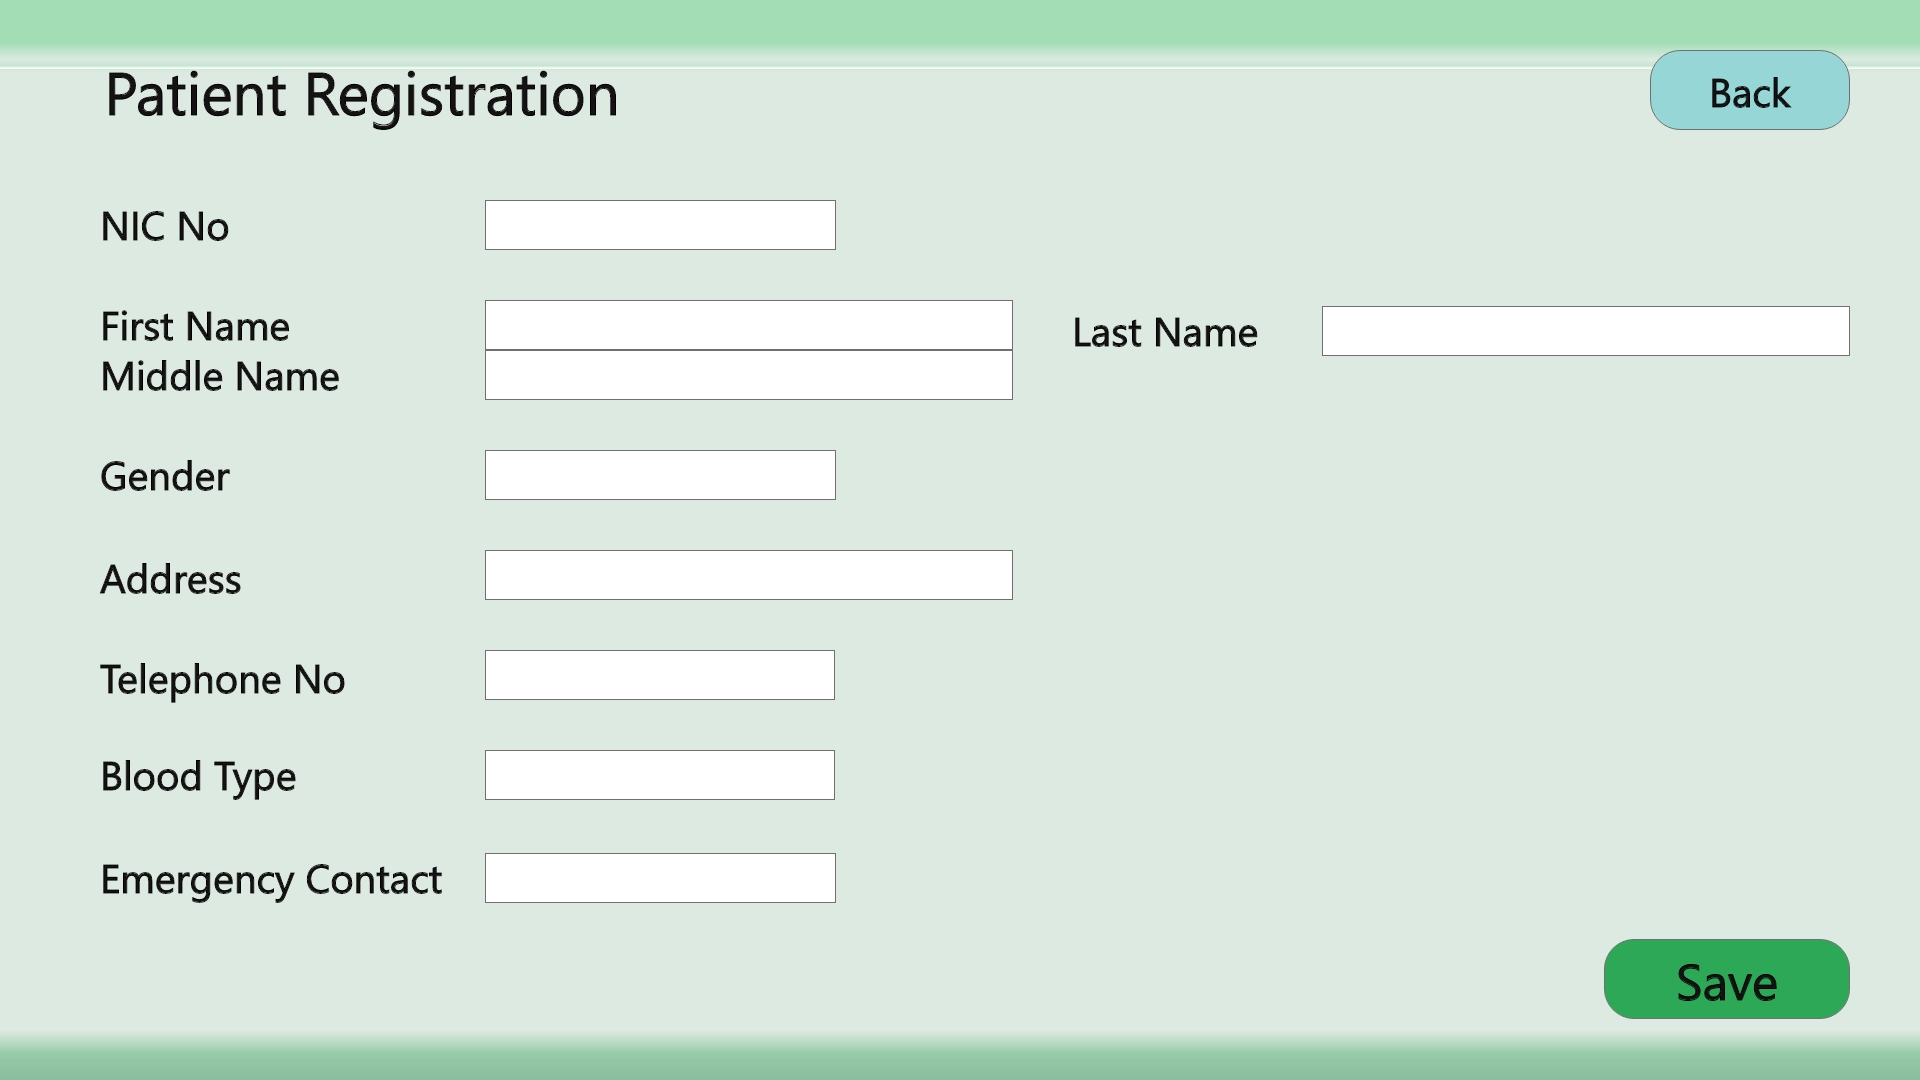 Patient Registration
Back
NIC No
First Name
Last Name
Middle Name
Gender
Address
Telephone No
Blood Type
Emergency Contact
Save